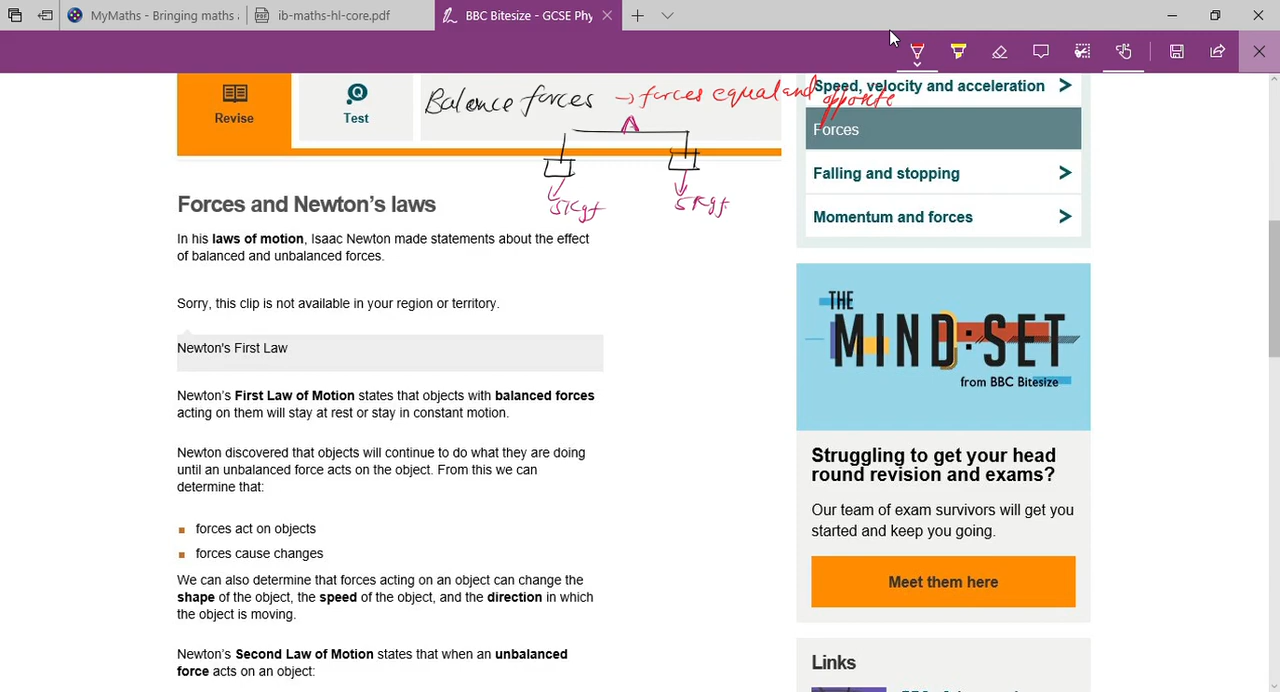 MyMaths - Bringing maths a
ib-maths-hl-core.pdf
BBC Bitesize - GCSE Phy
Revise
Test
Balance forces → forces equal and opposite
A
5 Kgf
5 Kgf
Speed, velocity and acceleration
Forces
Falling and stopping
Momentum and forces
Forces and Newton's laws
In his laws of motion, Isaac Newton made statements about the effect
of balanced and unbalanced forces.
Sorry, this clip is not available in your region or territory.
Newton's First Law
Newton's First Law of Motion states that objects with balanced forces
acting on them will stay at rest or stay in constant motion.
Newton discovered that objects will continue to do what they are doing
until an unbalanced force acts on the object. From this we can
determine that:
forces act on objects
forces cause changes
We can also determine that forces acting on an object can change the
shape of the object, the speed of the object, and the direction in which
the object is moving.
Newton's Second Law of Motion states that when an unbalanced
force acts on an object:
THE
MIND:SET
from BBC Bitesize
Struggling to get your head
round revision and exams?
Our team of exam survivors will get you
started and keep you going.
Meet them here
Links